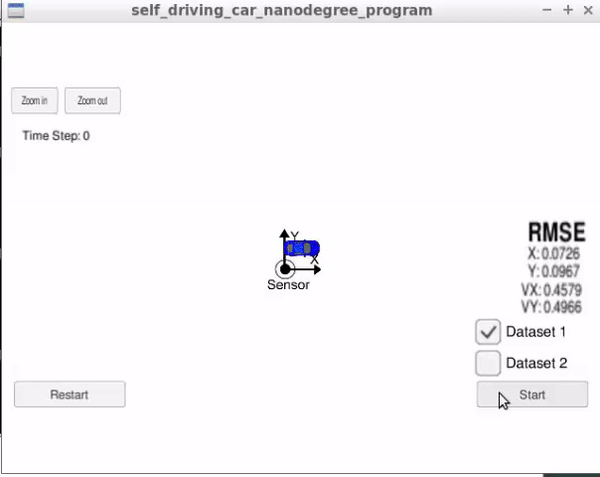 self_driving_car_nanodegree_program
Zoom in
Zoom out
Time Step: 0
Y
X
Sensor
RMSE
X: 0.0726
Y: 0.0967
VX: 0.4579
VY: 0.4966
Dataset 1
Dataset 2
Restart
Start